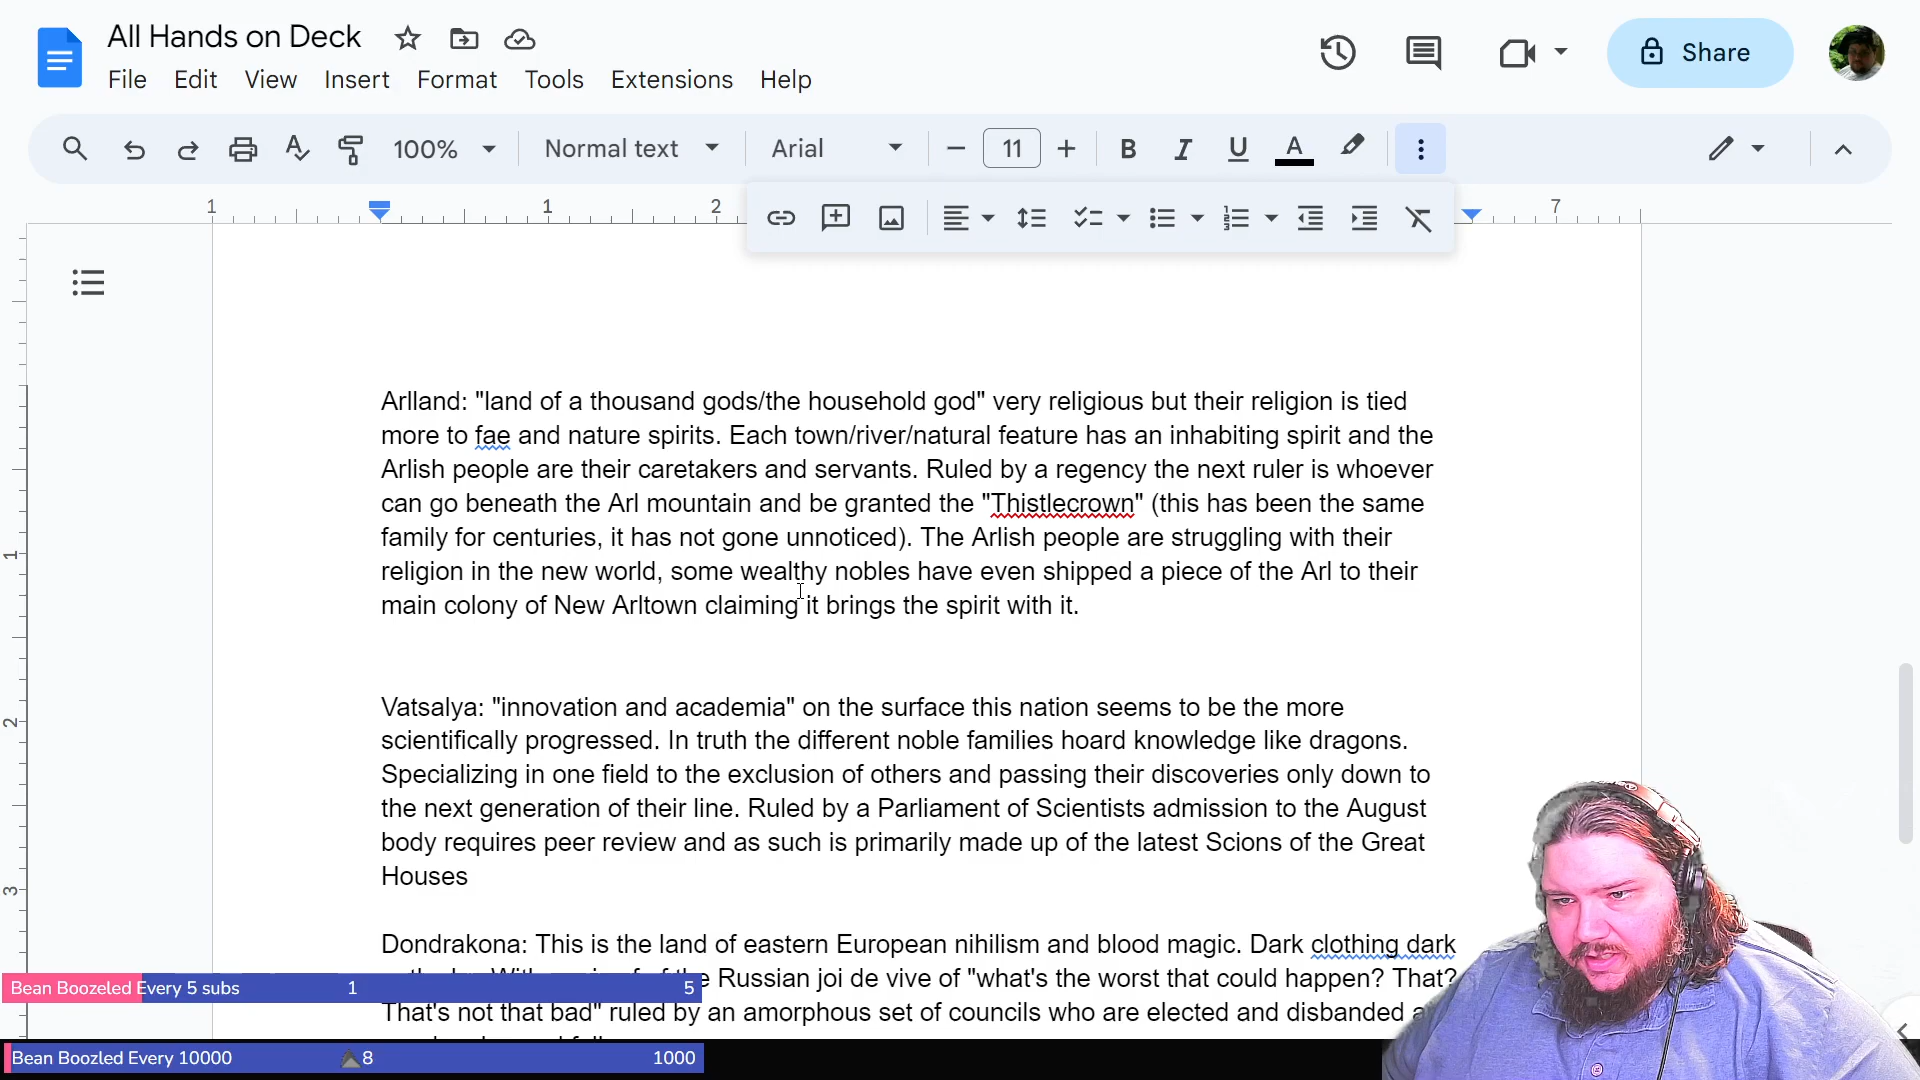 All Hands on Deck
File Edit View Insert Format Tools Extensions Help
Share
100% Normal text Arial 11 B I U A
1 1 2 7
Arlland: "land of a thousand gods/the household god" very religious but their religion is tied
more to fae and nature spirits. Each town/river/natural feature has an inhabiting spirit and the
Arlish people are their caretakers and servants. Ruled by a regency the next ruler is whoever
can go beneath the Arl mountain and be granted the "Thistlecrown" (this has been the same
family for centuries, it has not gone unnoticed). The Arlish people are struggling with their
religion in the new world, some wealthy nobles have even shipped a piece of the Arl to their
main colony of New Arltown claiming it brings the spirit with it.
Vatsalya: "innovation and academia" on the surface this nation seems to be the more
scientifically progressed. In truth the different noble families hoard knowledge like dragons.
Specializing in one field to the exclusion of others and passing their discoveries only down to
the next generation of their line. Ruled by a Parliament of Scientists admission to the August
body requires peer review and as such is primarily made up of the latest Scions of the Great
Houses
Dondrakona: This is the land of eastern European nihilism and blood magic. Dark clothing dark
Russian joi de vive of "what's the worst that could happen? That?
That's not that bad" ruled by an amorphous set of councils who are elected and disbanded
1
2
3
Bean Boozeled Every 5 subs 1 5
Bean Boozled Every 10000 8 1000